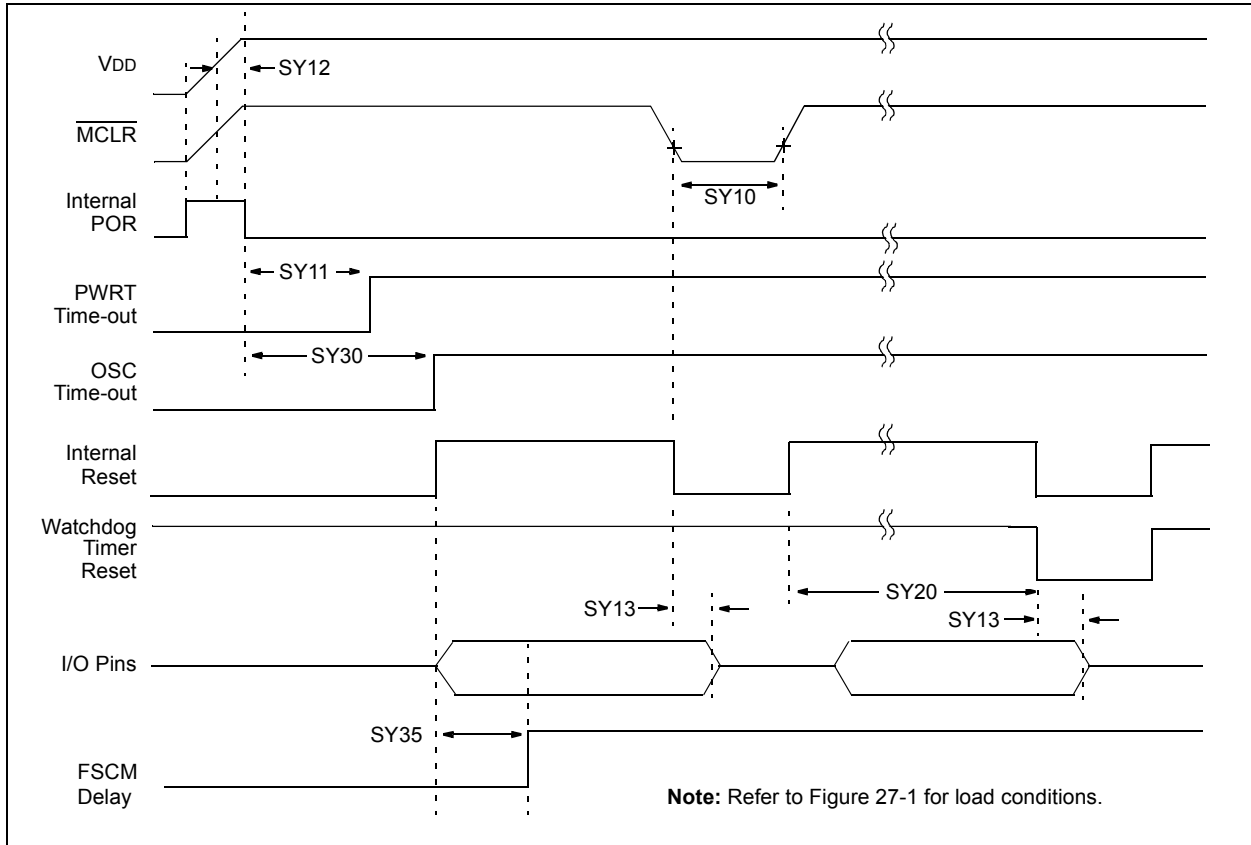 VDD
SY12
MCLR
SY10
Internal
POR
SY11
PWRT
Time-out
SY30
OSC
Time-out
Internal
Reset
Watchdog
Timer
Reset
SY20
SY13
SY13
I/O Pins
SY35
FSCM
Delay
Note: Refer to Figure 27-1 for load conditions.